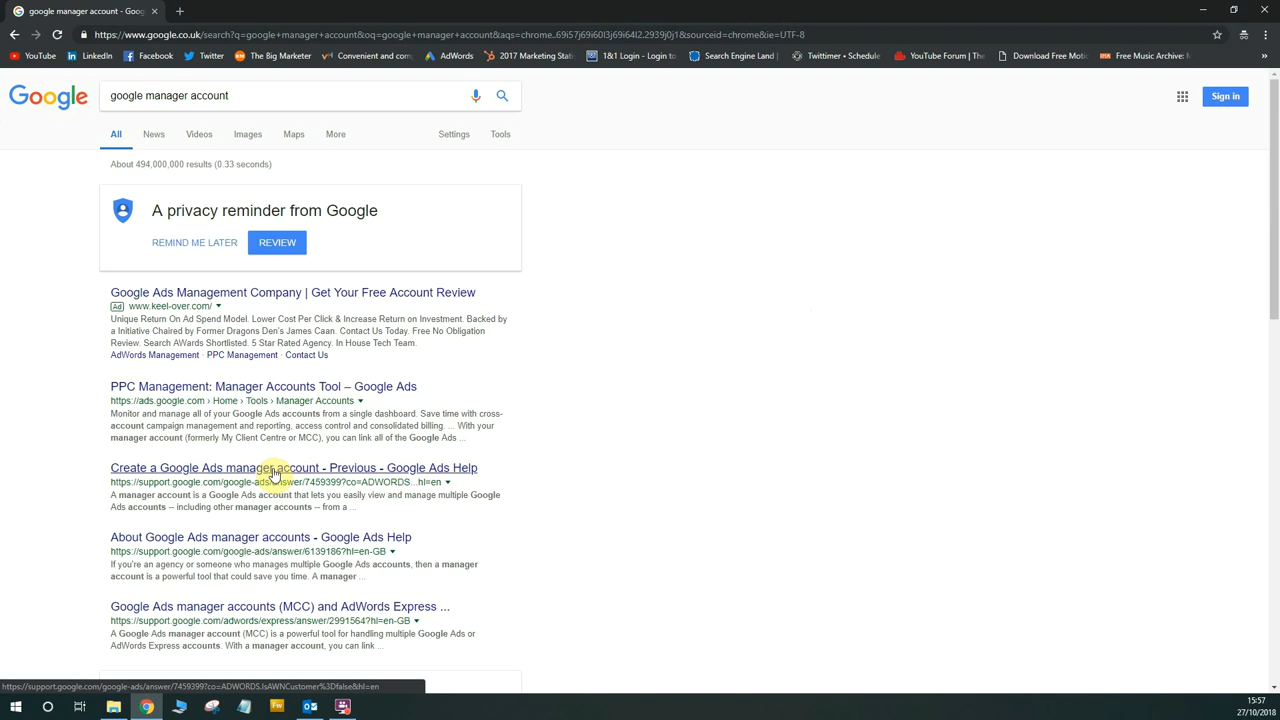 google manager account - Goo
https://www.google.co.uk/search?q=google+manager+account&oq=google+manager+account&aqs=chrome..69i57j69i60l3j69i64l2.2939j0j1&sourceid=chrome&ie=UTF-8
YouTube LinkedIn Facebook Twitter The Big Marketer Convenient and com AdWords 2017 Marketing Stati 1&1 Login - Login to Search Engine Land | Twittimer • Schedule YouTube Forum | The Download Free Motio Free Music Archive: »
Google google manager account Sign in
All News Videos Images Maps More Settings Tools
About 494,000,000 results (0.33 seconds)
A privacy reminder from Google
REMIND ME LATER REVIEW
Google Ads Management Company | Get Your Free Account Review
Ad www.keel-over.com/
Unique Return On Ad Spend Model. Lower Cost Per Click & Increase Return on Investment. Backed by
a Initiative Chaired by Former Dragons Den's James Caan. Contact Us Today. Free No Obligation
Review. Search AWards Shortlisted. 5 Star Rated Agency. In House Tech Team.
AdWords Management · PPC Management · Contact Us
PPC Management: Manager Accounts Tool – Google Ads
https://ads.google.com › Home › Tools › Manager Accounts
Monitor and manage all of your Google Ads accounts from a single dashboard. Save time with cross-
account campaign management and reporting, access control and consolidated billing. ... With your
manager account (formerly My Client Centre or MCC), you can link all of the Google Ads ...
Create a Google Ads manager account - Previous - Google Ads Help
https://support.google.com/google-ads/answer/7459399?co=ADWORDS...hl=en
A manager account is a Google Ads account that lets you easily view and manage multiple Google
Ads accounts -- including other manager accounts -- from a ...
About Google Ads manager accounts - Google Ads Help
https://support.google.com/google-ads/answer/6139186?hl=en-GB
If you're an agency or someone who manages multiple Google Ads accounts, then a manager
account is a powerful tool that could save you time. A manager ...
Google Ads manager accounts (MCC) and AdWords Express ...
https://support.google.com/adwords/express/answer/2991564?hl=en-GB
A Google Ads manager account (MCC) is a powerful tool for handling multiple Google Ads or
AdWords Express accounts. With a manager account, you can link ...
https://support.google.com/google-ads/answer/7459399?co=ADWORDS.IsAWNCustomer%3Dfalse&hl=en
Fw
15:57
27/10/2018